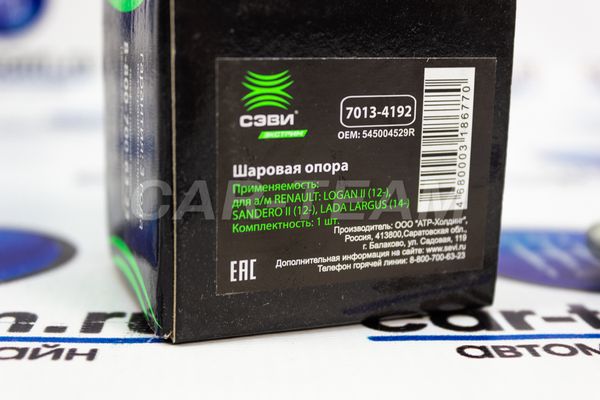 СЭВИ®
ЭКСТРИМ
7013-4192
OEM: 545004529R
Шаровая опора
Применяемость:
для а/м RENAULT: LOGAN II (12-),
SANDERO II (12-), LADA LARGUS (14-)
Комплектность: 1 шт.
Производитель: ООО "АТР-Холдинг",
Россия, 413800,Саратовская обл.,
г. Балаково, ул. Садовая, 119
Дополнительная информация на сайте: www.sevi.ru
Телефон горячей линии: 8-800-700-63-23
EAC
4680003186770
CAR-TEAM